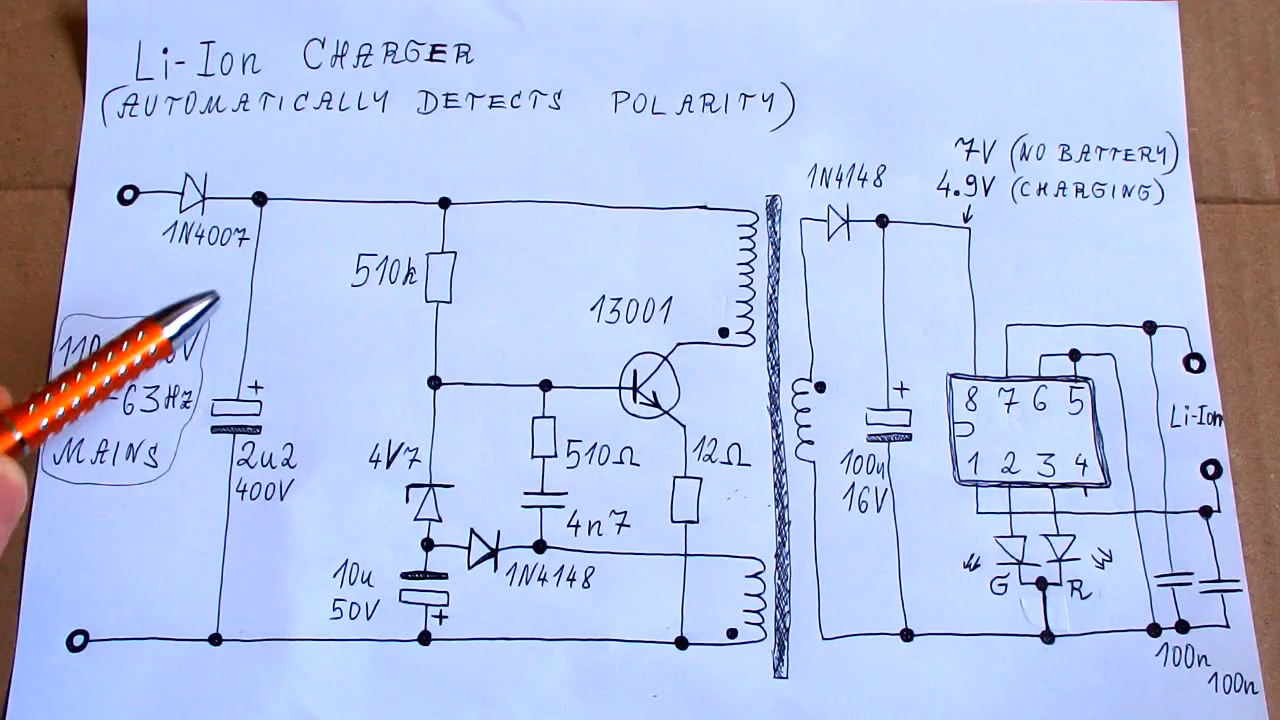 Li-Ion CHARGER
(AUTOMATICALLY DETECTS POLARITY)
7V (NO BATTERY)
4.9V (CHARGING)
1N4148
1N4007
510k
13001
110 V
-63Hz
MAINS
+
2u2
400V
4V7
510Ω
12Ω
4n7
1N4148
10u
50V
+
+
100u
16V
8 7 6 5
1 2 3 4
Li-Ion
G R
100n
100n